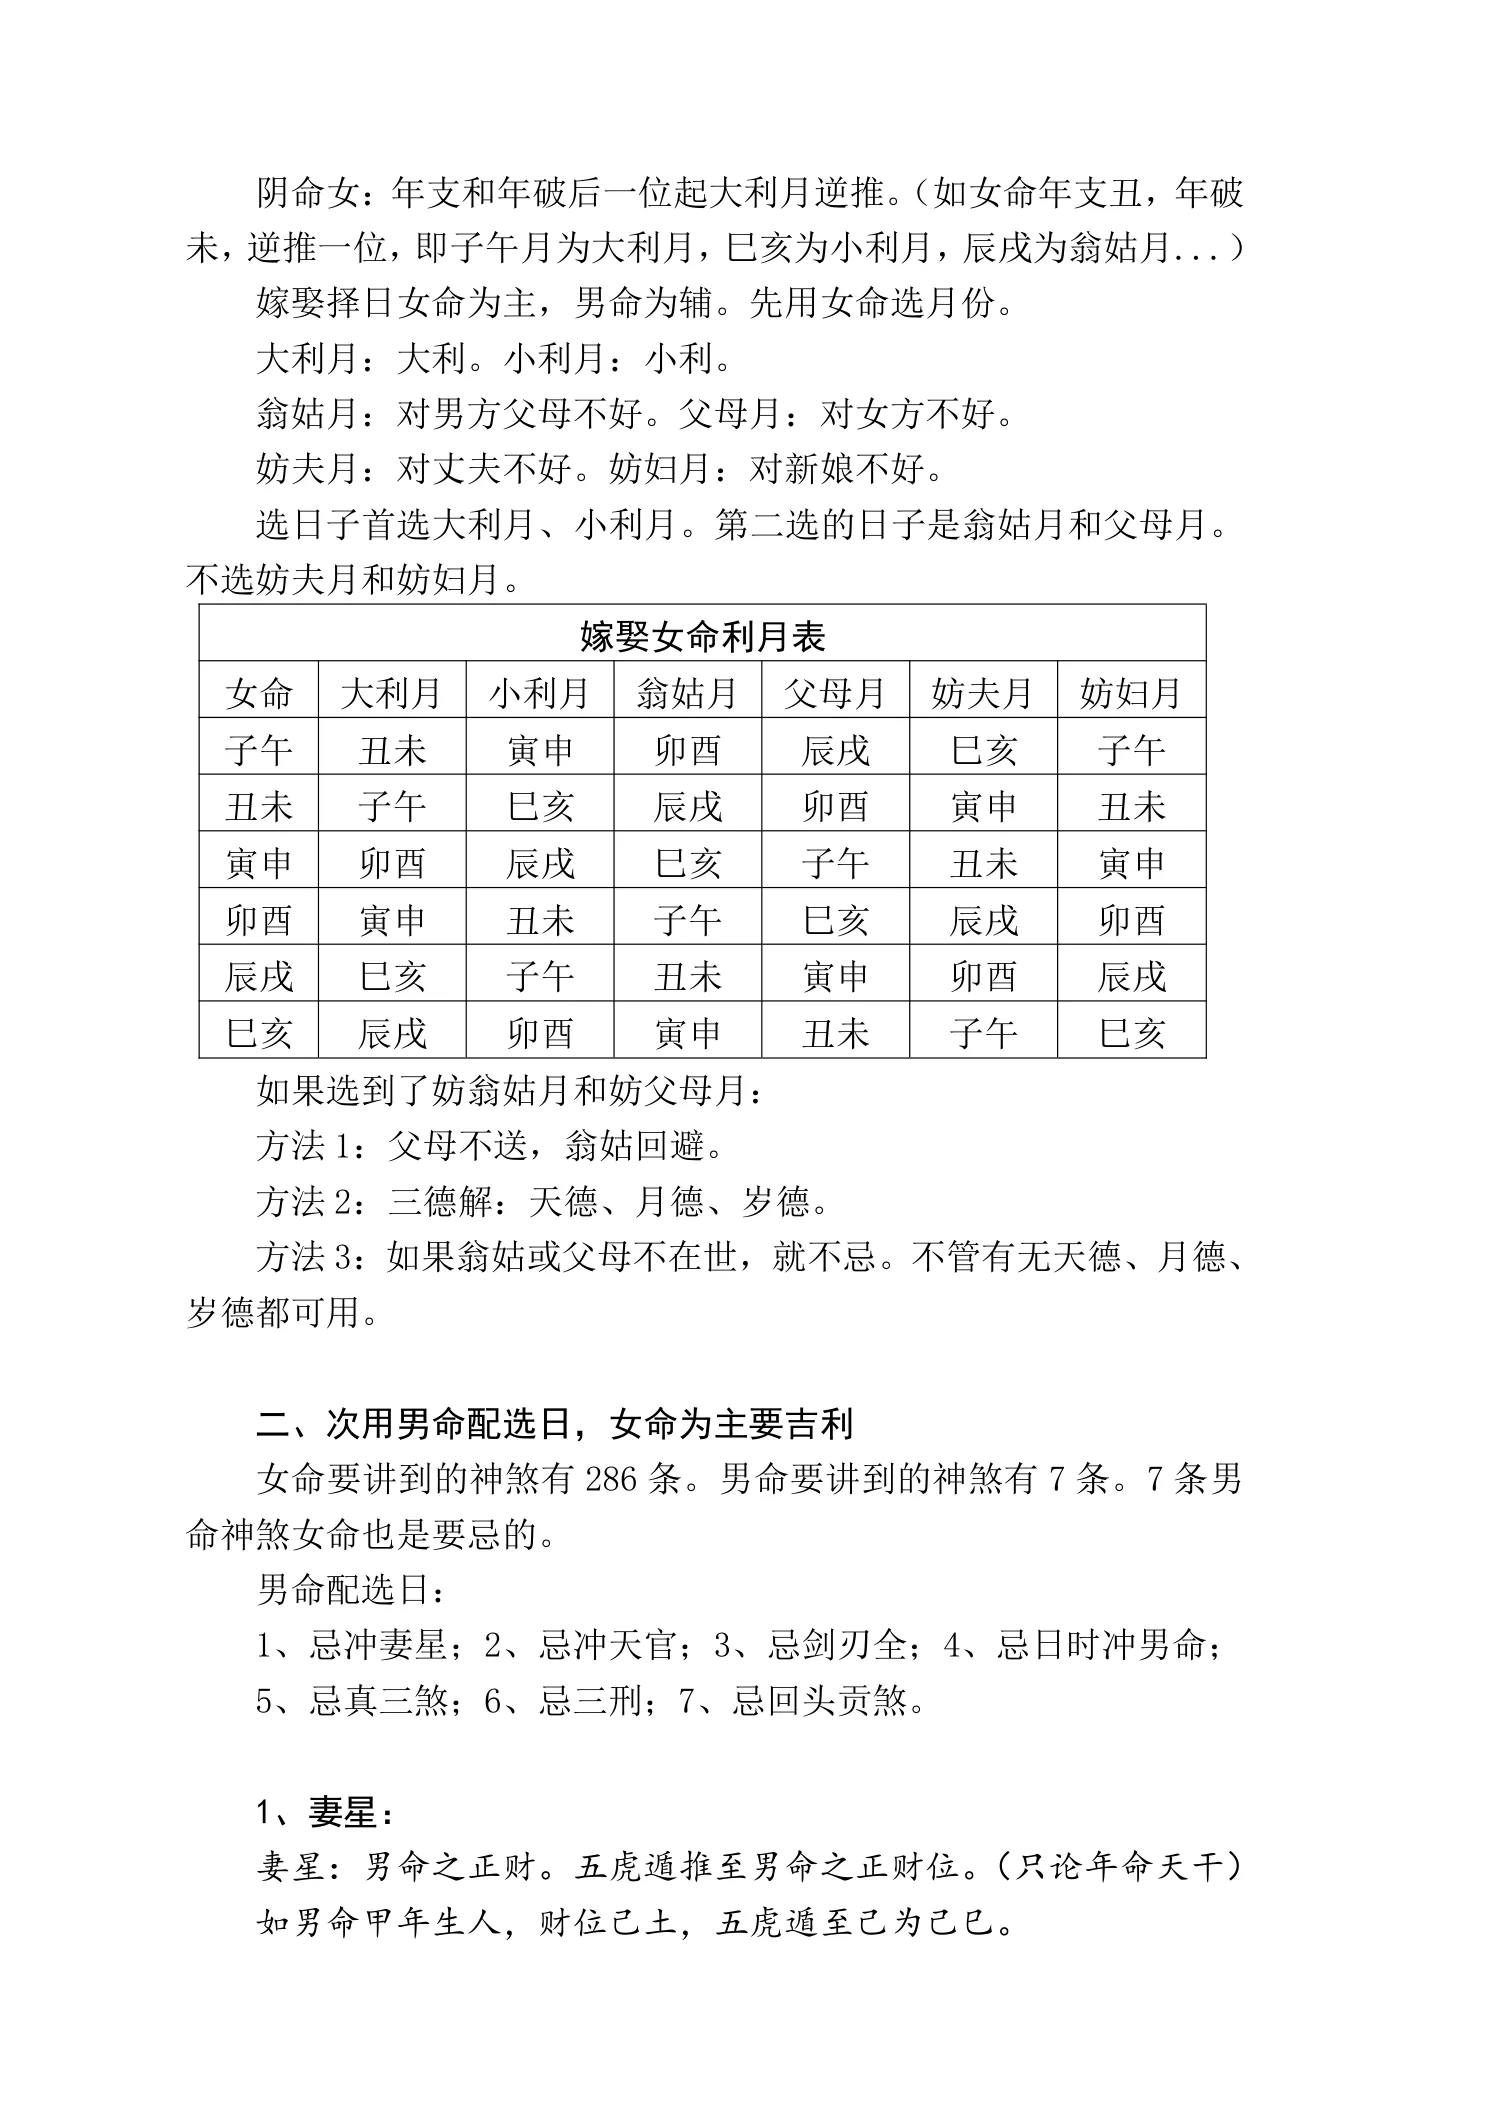 阴命女：年支和年破后一位起大利月逆推。（如女命年支丑，年破
未，逆推一位，即子午月为大利月，巳亥为小利月，辰戌为翁姑月...）
嫁娶择日女命为主，男命为辅。先用女命选月份。
大利月：大利。小利月：小利。
翁姑月：对男方父母不好。父母月：对女方不好。
妨夫月：对丈夫不好。妨妇月：对新娘不好。
选日子首选大利月、小利月。第二选的日子是翁姑月和父母月。
不选妨夫月和妨妇月。
嫁娶女命利月表
女命 大利月 小利月 翁姑月 父母月 妨夫月 妨妇月
子午 丑未 寅申 卯酉 辰戌 巳亥 子午
丑未 子午 巳亥 辰戌 卯酉 寅申 丑未
寅申 卯酉 辰戌 巳亥 子午 丑未 寅申
卯酉 寅申 丑未 子午 巳亥 辰戌 卯酉
辰戌 巳亥 子午 丑未 寅申 卯酉 辰戌
巳亥 辰戌 卯酉 寅申 丑未 子午 巳亥
如果选到了妨翁姑月和妨父母月：
方法1：父母不送，翁姑回避。
方法2：三德解：天德、月德、岁德。
方法3：如果翁姑或父母不在世，就不忌。不管有无天德、月德、
岁德都可用。
二、次用男命配选日，女命为主要吉利
女命要讲到的神煞有286条。男命要讲到的神煞有7条。7条男
命神煞女命也是要忌的。
男命配选日：
1、忌冲妻星；2、忌冲天官；3、忌剑刃全；4、忌日时冲男命；
5、忌真三煞；6、忌三刑；7、忌回头贡煞。
1、妻星：
妻星：男命之正财。五虎遁推至男命之正财位。（只论年命天干）
如男命甲年生人，财位己土，五虎遁至己为己巳。